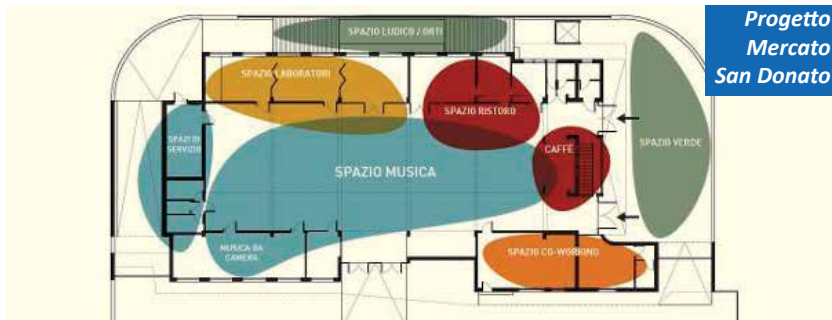 Progetto
Mercato
San Donato
SPAZIO LUDICO / ORTI
SPAZIO LABORATORI
SPAZIO RISTORO
SPAZI DI
SERVIZIO
CAFFÈ
SPAZIO VERDE
SPAZIO MUSICA
MUSICA DA
CAMERA
SPAZIO CO-WORKING